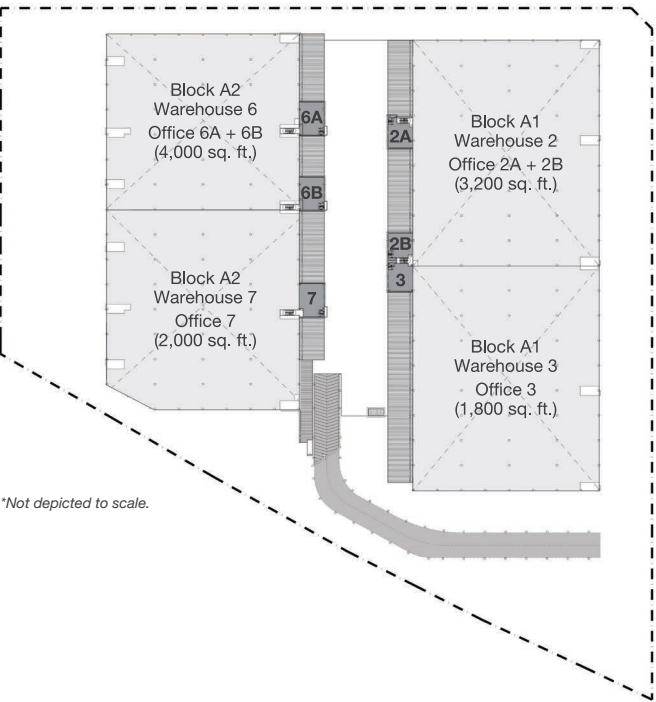 Block A2
Warehouse 6
Office 6A + 6B
(4,000 sq. ft.)
6A
6B
Block A2
Warehouse 7
Office 7
(2,000 sq. ft.)
7
2A
Block A1
Warehouse 2
Office 2A + 2B
(3,200 sq. ft.)
2B
3
Block A1
Warehouse 3
Office 3
(1,800 sq. ft.)
*Not depicted to scale.